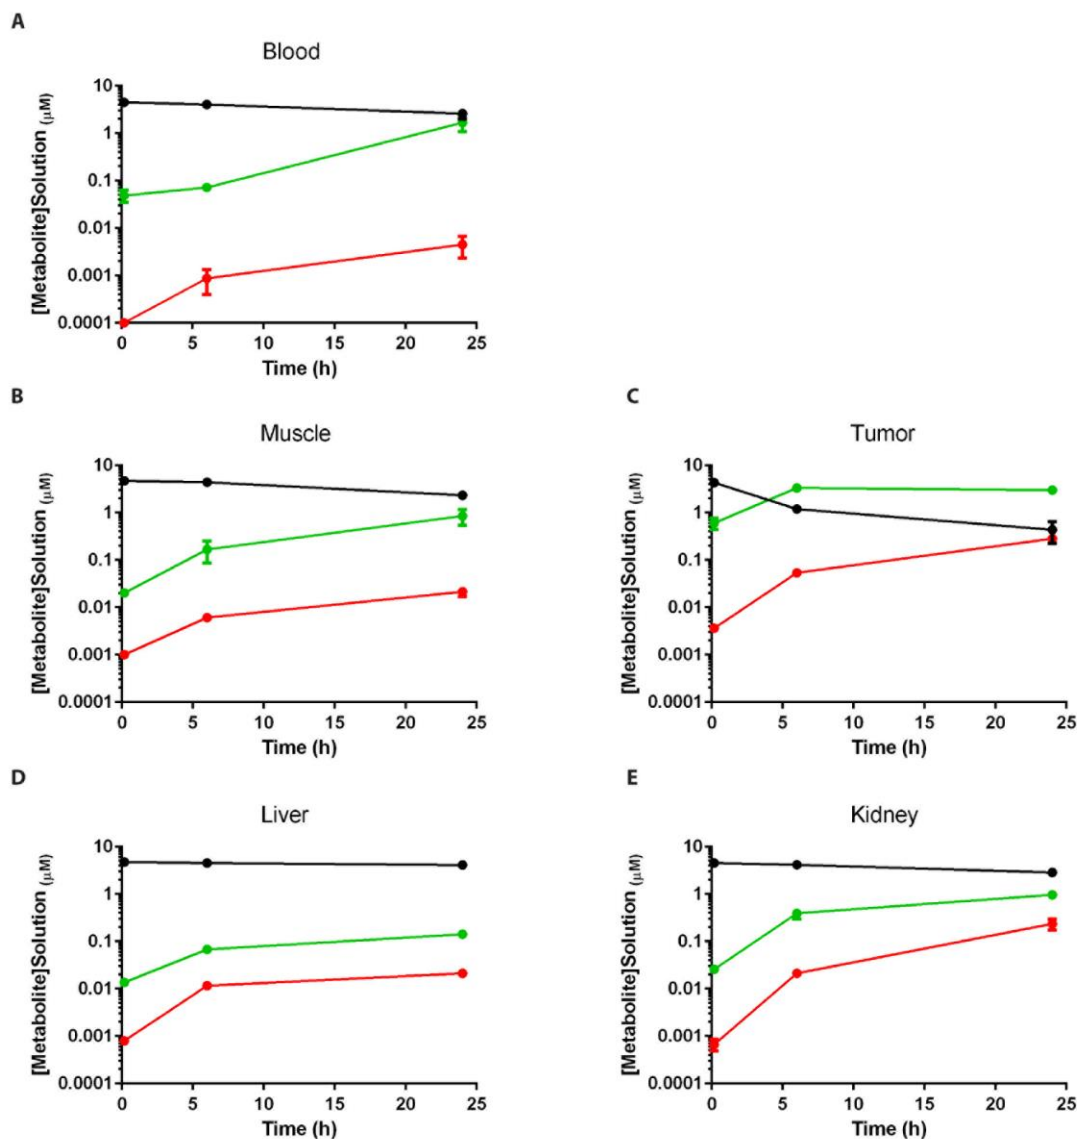 A
Blood
[Metabolite]Solution (μM)
10
1
0.1
0.01
0.001
0.0001
0 5 10 15 20 25
Time (h)
B
Muscle
[Metabolite]Solution (μM)
10
1
0.1
0.01
0.001
0.0001
0 5 10 15 20 25
Time (h)
C
Tumor
[Metabolite]Solution (μM)
10
1
0.1
0.01
0.001
0.0001
0 5 10 15 20 25
Time (h)
D
Liver
[Metabolite]Solution (μM)
10
1
0.1
0.01
0.001
0.0001
0 5 10 15 20 25
Time (h)
E
Kidney
[Metabolite]Solution (μM)
10
1
0.1
0.01
0.001
0.0001
0 5 10 15 20 25
Time (h)